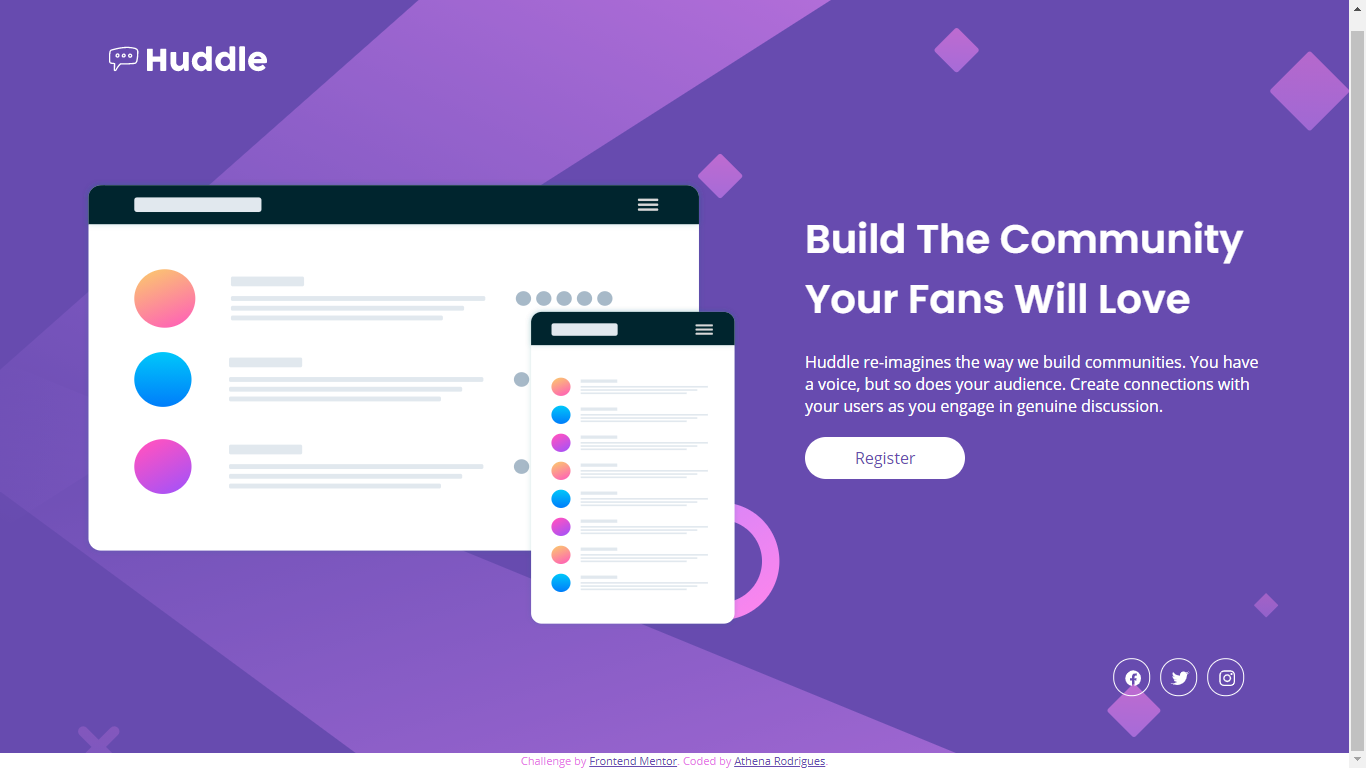 Huddle
Build The Community
Your Fans Will Love
Huddle re-imagines the way we build communities. You have
a voice, but so does your audience. Create connections with
your users as you engage in genuine discussion.
Register
Challenge by Frontend Mentor. Coded by Athena Rodrigues.